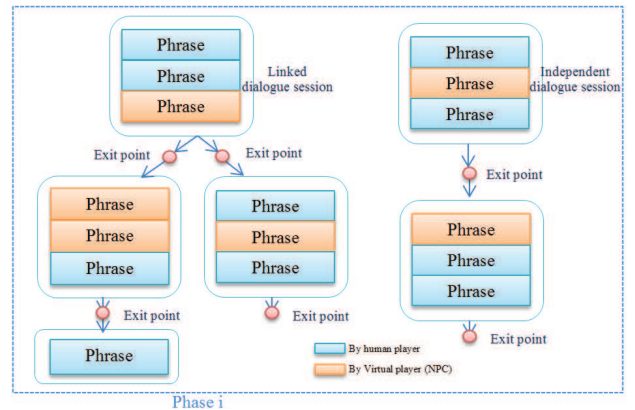 Phrase
Phrase
Phrase
Linked
dialogue session
Phrase
Phrase
Phrase
Independent
dialogue session
Exit point
Exit point
Exit point
Phrase
Phrase
Phrase
Phrase
Phrase
Phrase
Phrase
Phrase
Phrase
Exit point
Exit point
Exit point
Phrase
By human player
By Virtual player (NPC)
Phase i